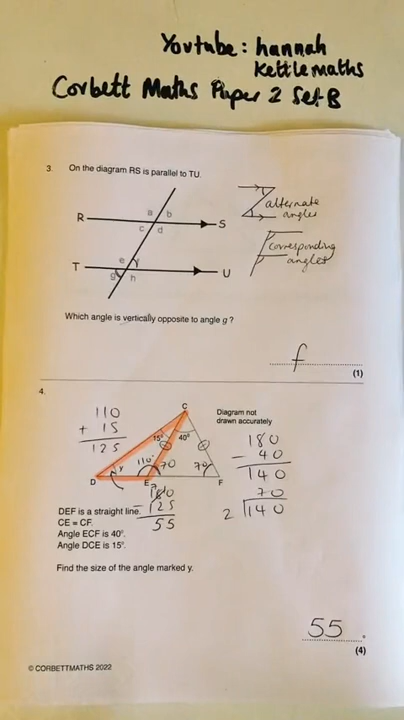 Youtube: hannah
kettlemaths
Corbett Maths Paper 2 Set B
3. On the diagram RS is parallel to TU.
R
a
b
S
c
d
T
e
f
U
g
h
alternate
angles
corresponding
angles
Which angle is vertically opposite to angle g?
f
(1)
4.
110
+ 15
125
C
15°
40°
Diagram not
drawn accurately
180
- 40
140
70
2 140
y
110°
70
70
D
E
F
180
- 125
55
DEF is a straight line.
CE = CF.
Angle ECF is 40°.
Angle DCE is 15°.
Find the size of the angle marked y.
55 °
(4)
© CORBETTMATHS 2022